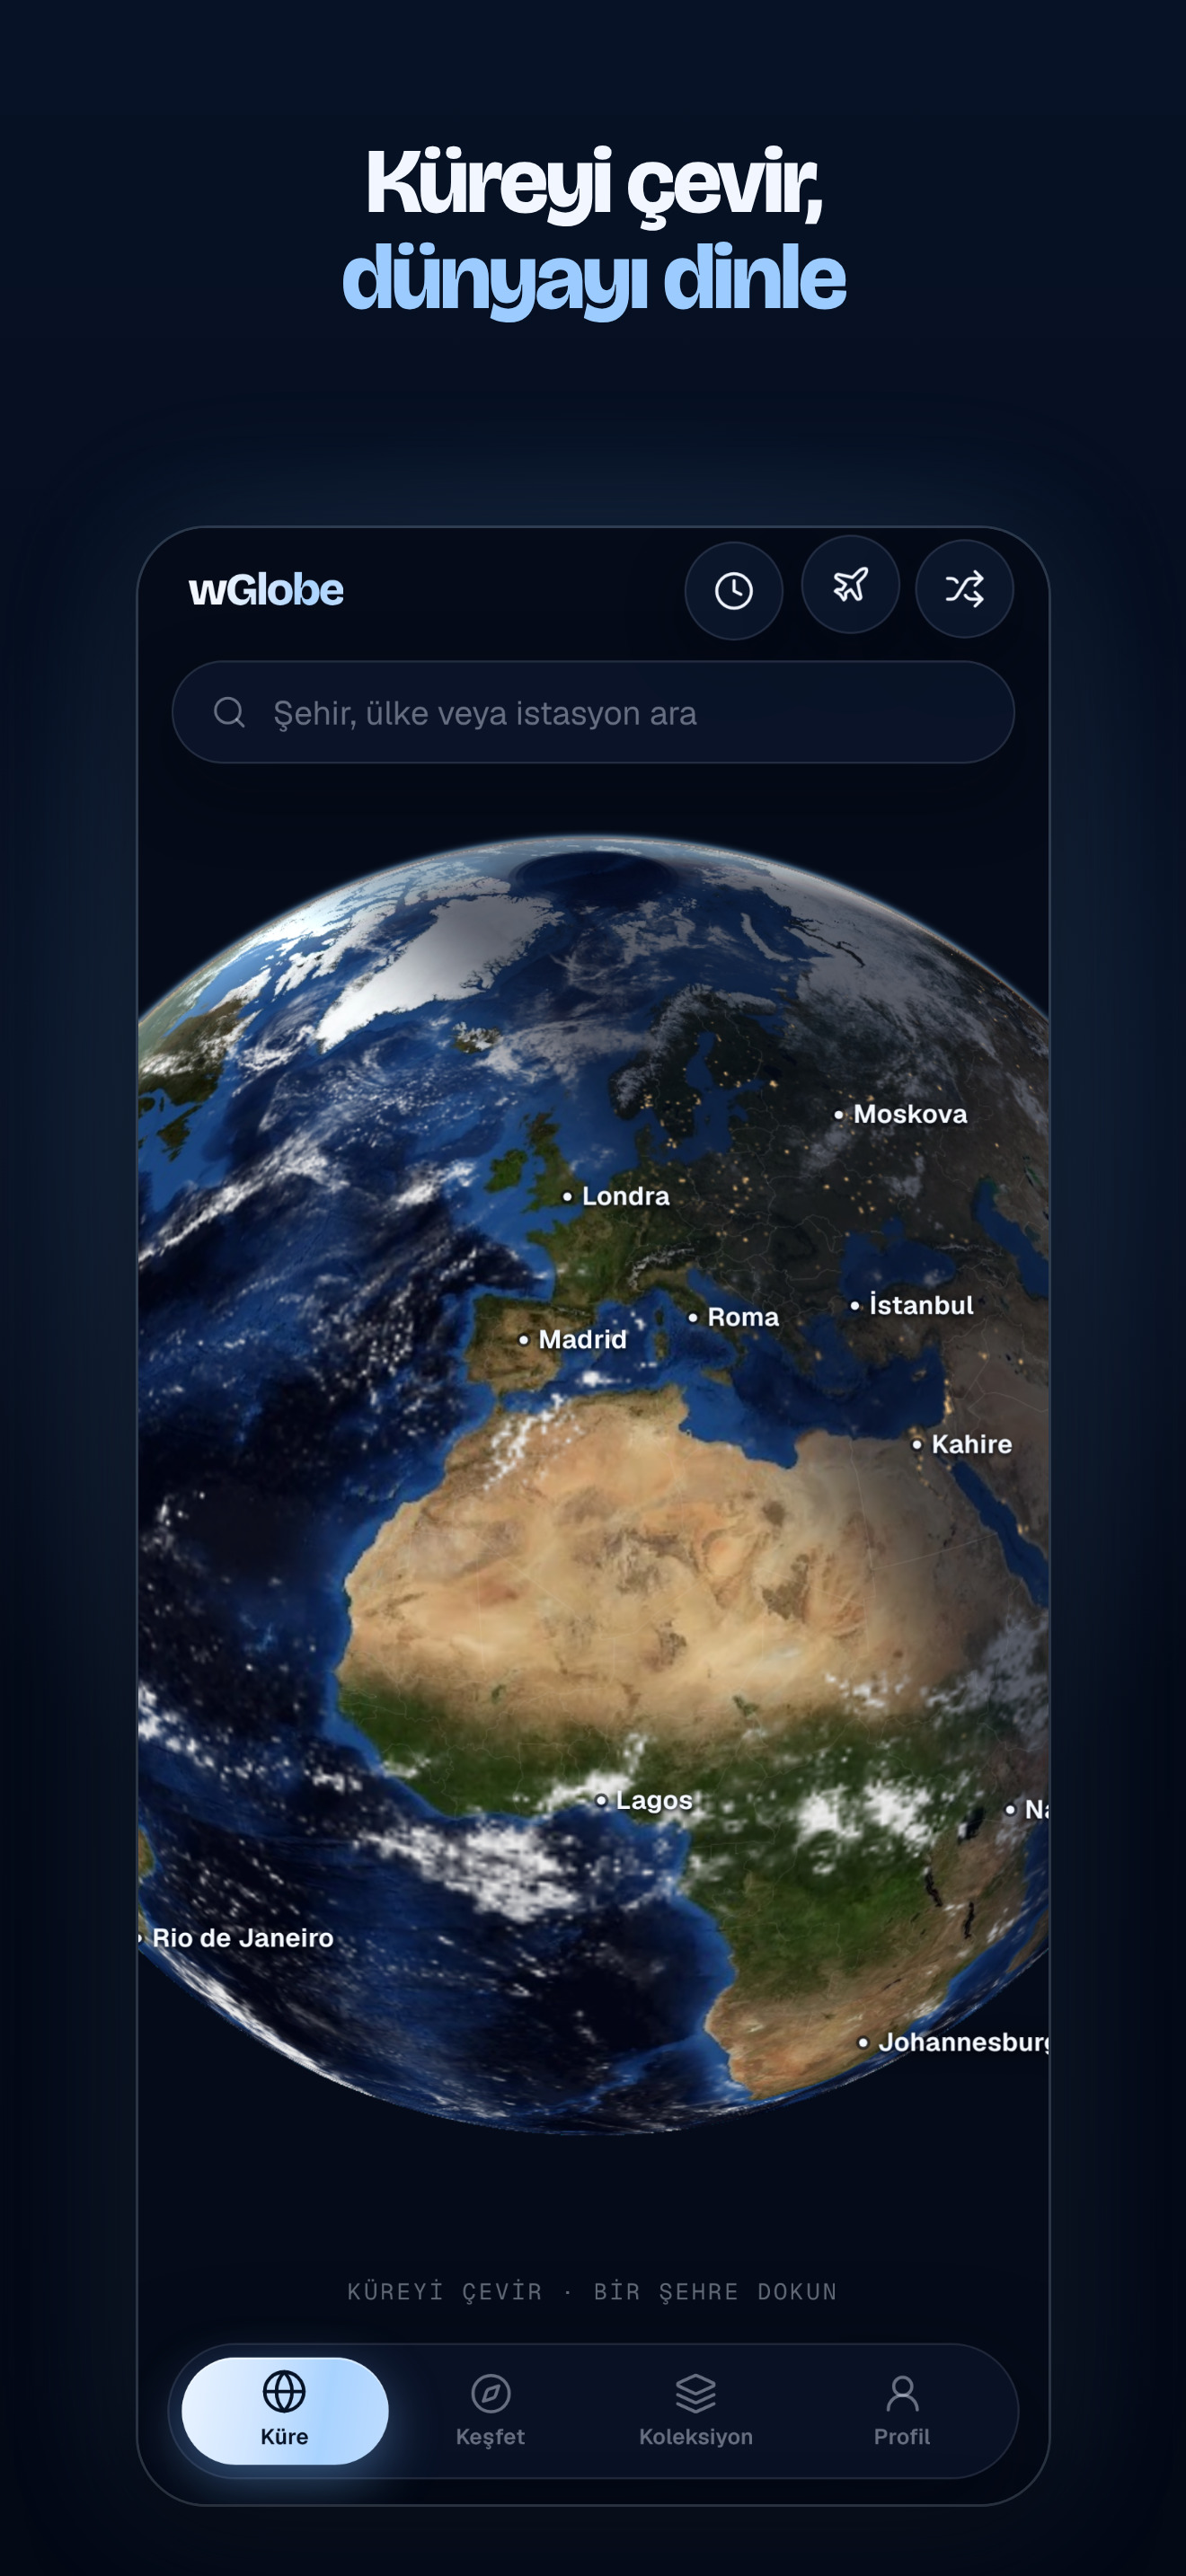 Küreyi çevir,
dünyayı dinle
wGlobe
Şehir, ülke veya istasyon ara
Moskova
Londra
İstanbul
Roma
Madrid
Kahire
Lagos
Rio de Janeiro
KÜREYİ ÇEVİR · BİR ŞEHRE DOKUN
Küre
Keşfet
Koleksiyon
Profil